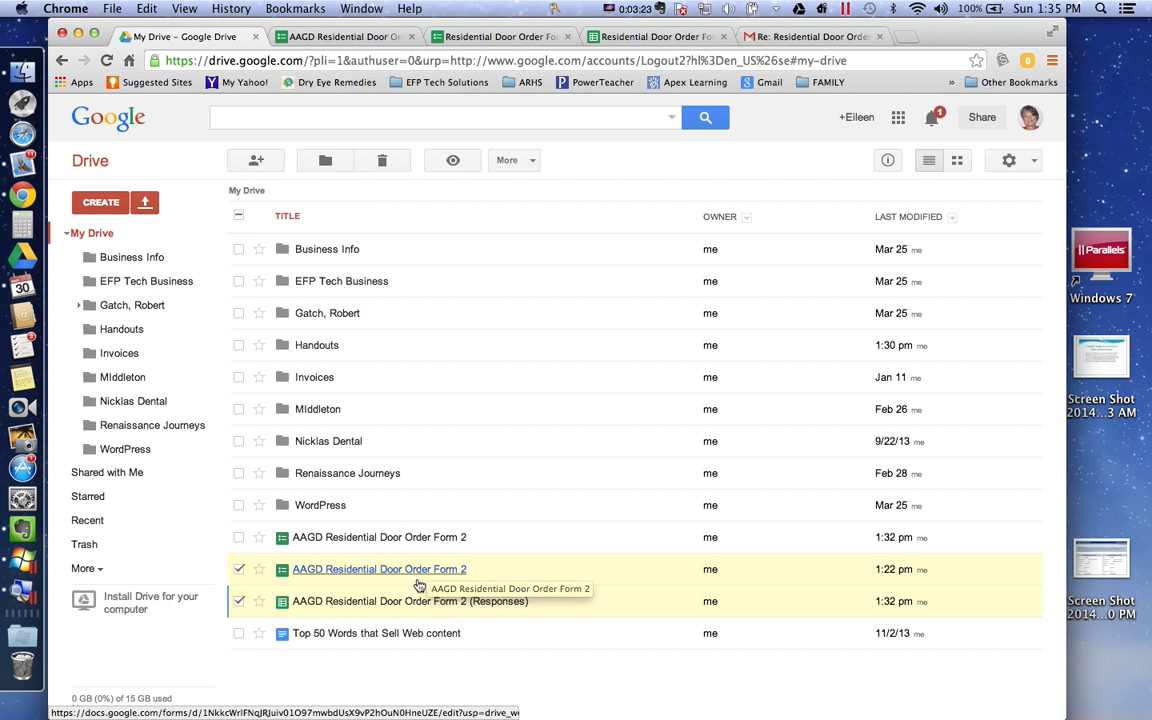 Chrome File Edit View History Bookmarks Window Help 0:03:23 100% Sun 1:35 PM
My Drive – Google Drive AAGD Residential Door Or Residential Door Order For Residential Door Order For Re: Residential Door Order
https://drive.google.com/?pli=1&authuser=0&urp=http://www.google.com/accounts/Logout2?hl%3Den_US%26se#my-drive
Apps Suggested Sites My Yahoo! Dry Eye Remedies EFP Tech Solutions ARHS PowerTeacher Apex Learning Gmail FAMILY » Other Bookmarks
Google +Eileen 1 Share
Drive More
My Drive
CREATE TITLE OWNER LAST MODIFIED
My Drive
Business Info
EFP Tech Business
Gatch, Robert
Handouts
Invoices
MIddleton
Nicklas Dental
Renaissance Journeys
WordPress
Shared with Me
Starred
Recent
Trash
More
Install Drive for your
computer
0 GB (0%) of 15 GB used
Business Info me Mar 25 me
EFP Tech Business me Mar 25 me
Gatch, Robert me Mar 25 me
Handouts me 1:30 pm me
Invoices me Jan 11 me
MIddleton me Feb 26 me
Nicklas Dental me 9/22/13 me
Renaissance Journeys me Feb 28 me
WordPress me Mar 25 me
AAGD Residential Door Order Form 2 me 1:32 pm me
AAGD Residential Door Order Form 2 me 1:22 pm me
AAGD Residential Door Order Form 2
AAGD Residential Door Order Form 2 (Responses) me 1:32 pm me
Top 50 Words that Sell Web content me 11/2/13 me
|| Parallels
Windows 7
Screen Shot
2014...3 AM
Screen Shot
2014...0 PM
30